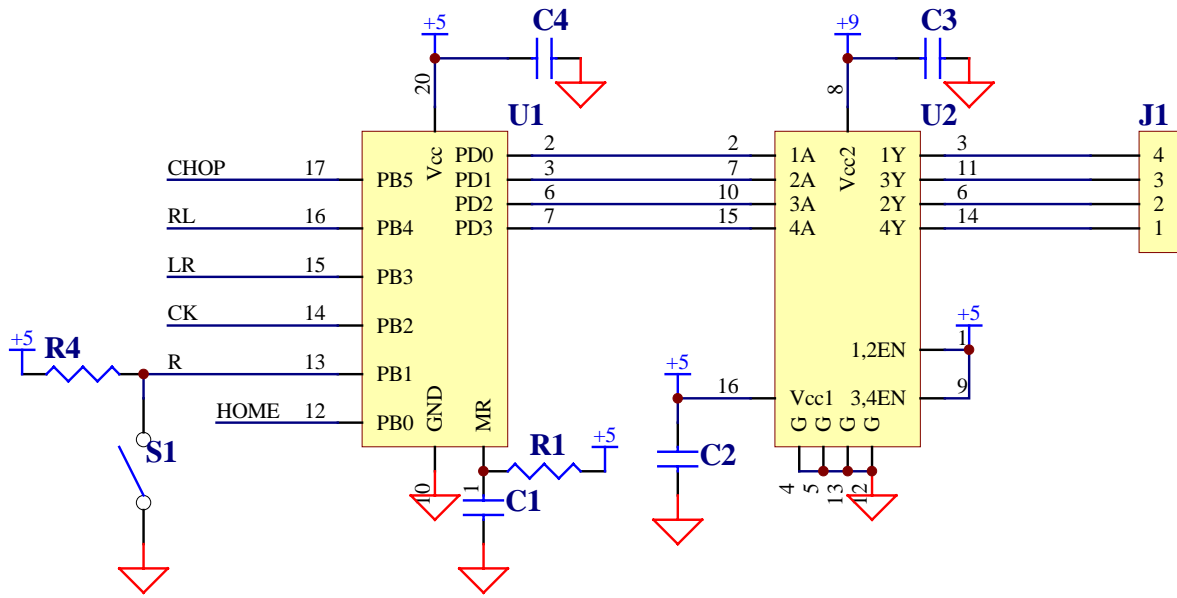 +5 C4 +9 C3
20 8
U1 U2 J1
Vcc PD0 2 2 1A Vcc2 1Y 3 4
CHOP 17 PB5 PD1 3 7 2A 3Y 11 3
PD2 6 10 3A 2Y 6 2
RL 16 PB4 PD3 7 15 4A 4Y 14 1
LR 15 PB3
CK 14 PB2
+5 R4 +5 1,2EN 1
R 13 PB1 +5
HOME 12 PB0 GND MR 16 Vcc1 3,4EN 9
G G G G
S1 R1 +5 C2
10 1 C1 4 5 13 12